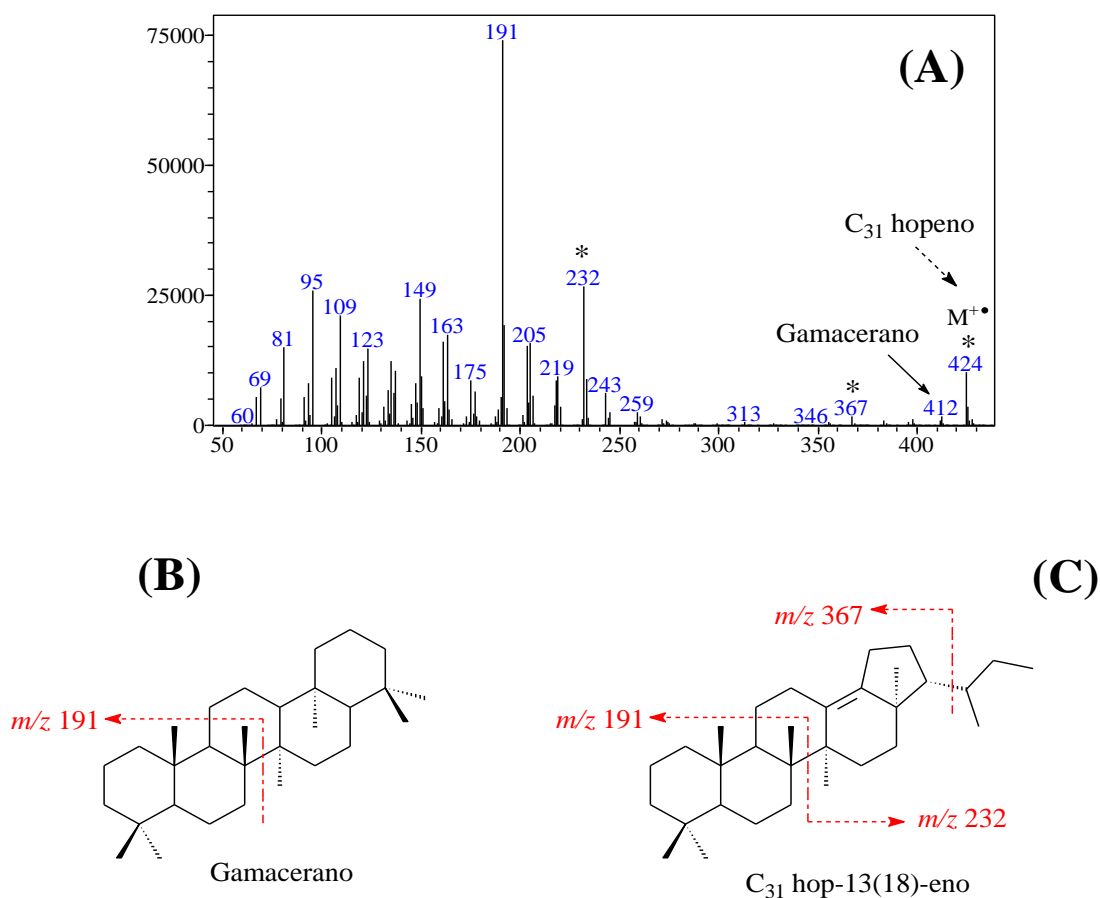 75000
50000
25000
0
50 100 150 200 250 300 350 400
60 69 81 95 109 123 149 163 175 191 205 219 232 243 259 313 346 367 412 424
*
*
*
(A)
C₃₁ hopeno
Gamacerano
M⁺•
(B)
(C)
m/z 191
Gamacerano
m/z 367
m/z 191
m/z 232
C₃₁ hop-13(18)-eno